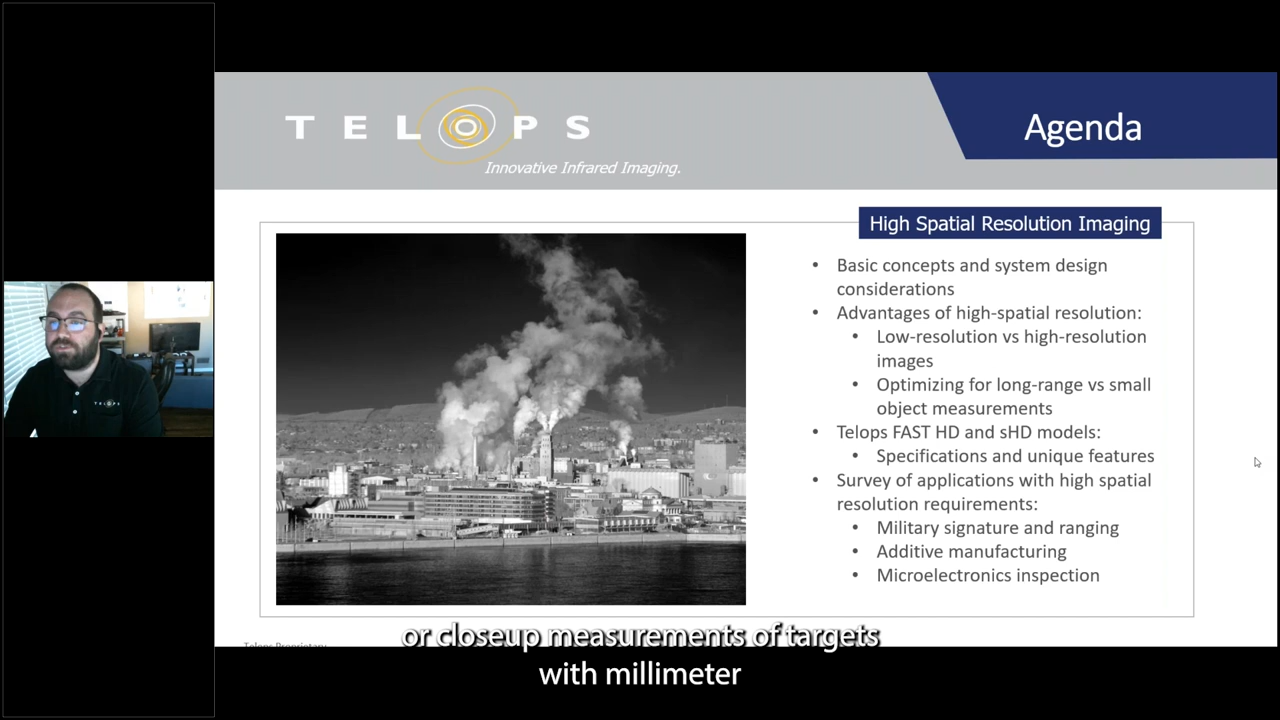 TELOPS
Innovative Infrared Imaging.
Agenda
High Spatial Resolution Imaging
• Basic concepts and system design
considerations
• Advantages of high-spatial resolution:
• Low-resolution vs high-resolution
images
• Optimizing for long-range vs small
object measurements
• Telops FAST HD and sHD models:
• Specifications and unique features
• Survey of applications with high spatial
resolution requirements:
• Military signature and ranging
• Additive manufacturing
• Microelectronics inspection
TELOPS
Telops Proprietary
or closeup measurements of targets
with millimeter